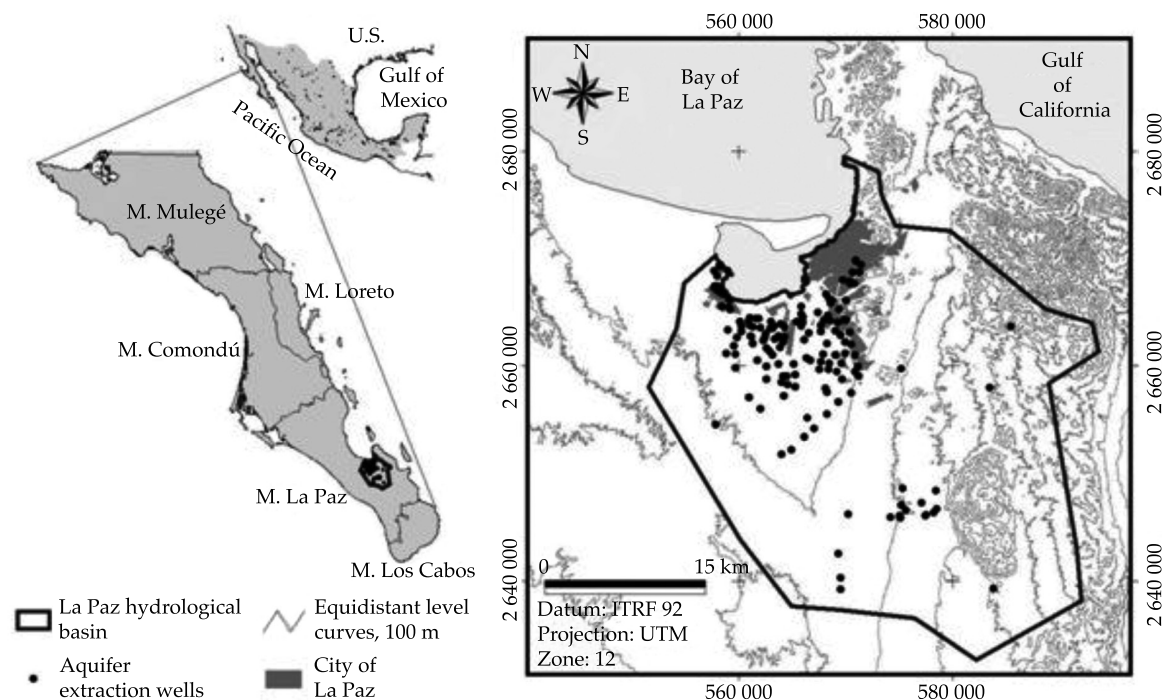 U.S.
Gulf of
Mexico
Pacific Ocean
M. Mulegé
M. Loreto
M. Comondú
M. La Paz
M. Los Cabos
La Paz hydrological
basin
Equidistant level
curves, 100 m
Aquifer
extraction wells
City of
La Paz
560 000
580 000
N
W
E
S
Bay of
La Paz
Gulf
of
California
2 680 000
2 680 000
2 660 000
2 660 000
2 640 000
2 640 000
0
15 km
Datum: ITRF 92
Projection: UTM
Zone: 12
560 000
580 000